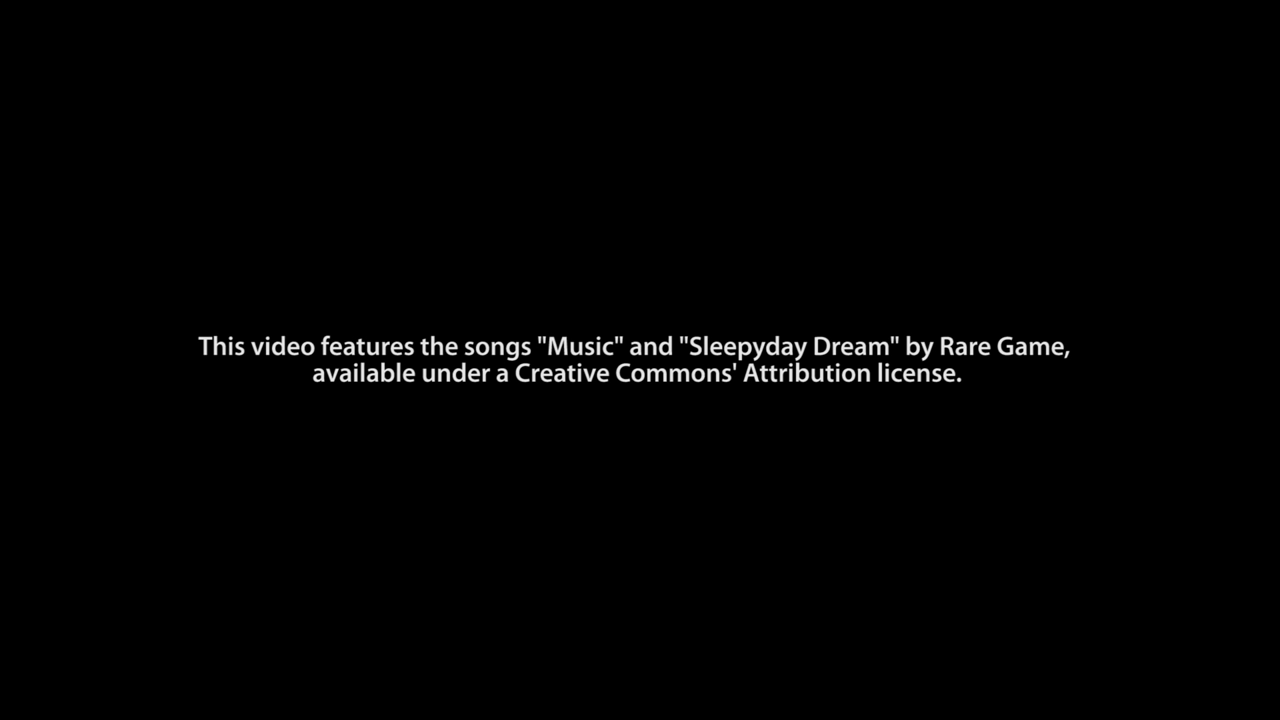 This video features the songs "Music" and "Sleepyday Dream" by Rare Game,
available under a Creative Commons' Attribution license.